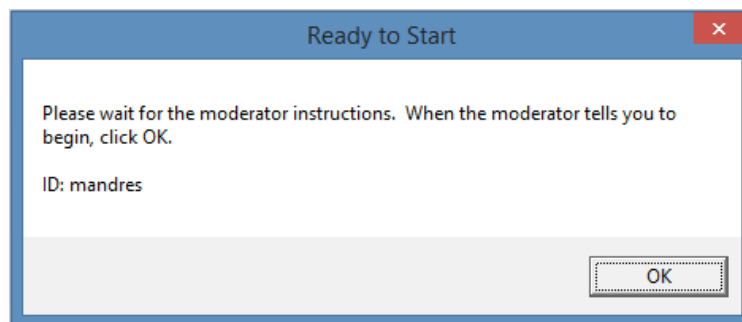 Ready to Start
Please wait for the moderator instructions.  When the moderator tells you to
begin, click OK.
ID: mandres
OK